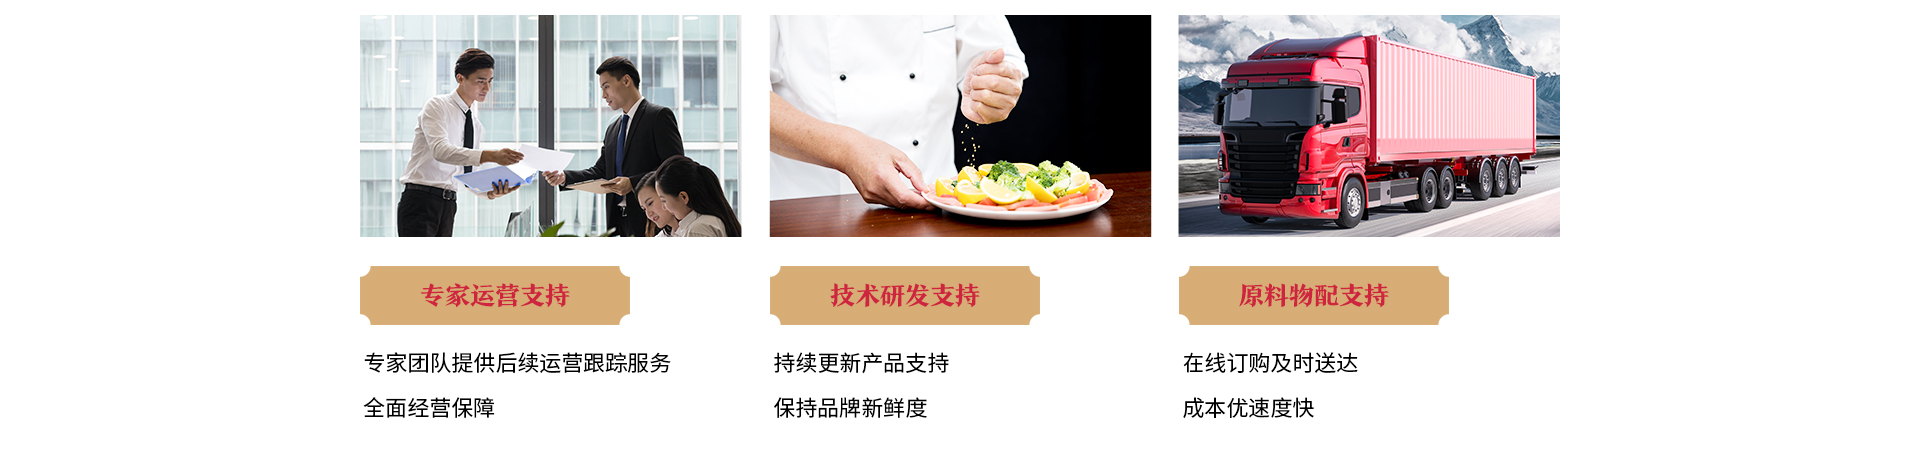 专家运营支持
专家团队提供后续运营跟踪服务
全面经营保障
技术研发支持
持续更新产品支持
保持品牌新鲜度
原料物配支持
在线订购及时送达
成本优速度快